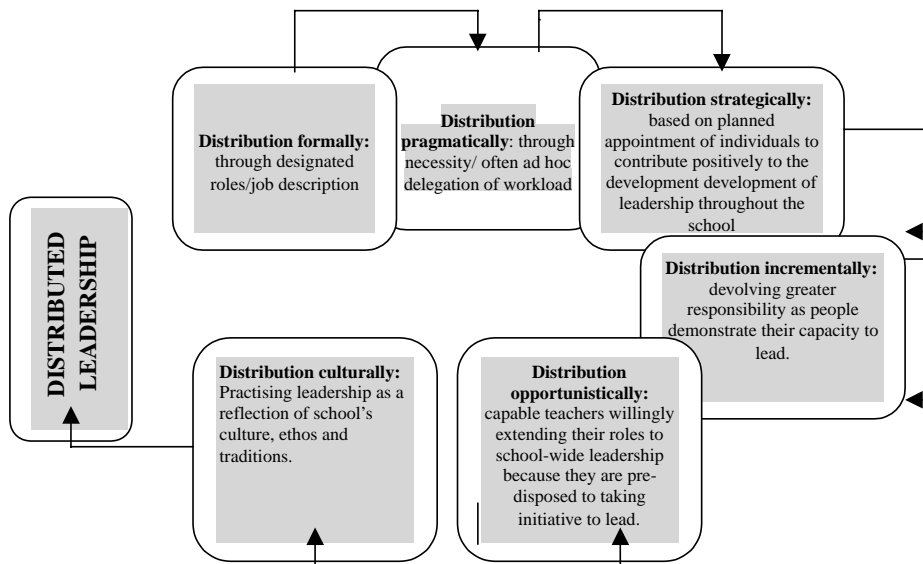 Distribution formally:
through designated
roles/job description
Distribution
pragmatically: through
necessity/ often ad hoc
delegation of workload
Distribution strategically:
based on planned
appointment of individuals to
contribute positively to the
development development of
leadership throughout the
school
Distribution incrementally:
devolving greater
responsibility as people
demonstrate their capacity to
lead.
Distribution
opportunistically:
capable teachers willingly
extending their roles to
school-wide leadership
because they are pre-
disposed to taking
initiative to lead.
Distribution culturally:
Practising leadership as a
reflection of school’s
culture, ethos and
traditions.
DISTRIBUTED
LEADERSHIP